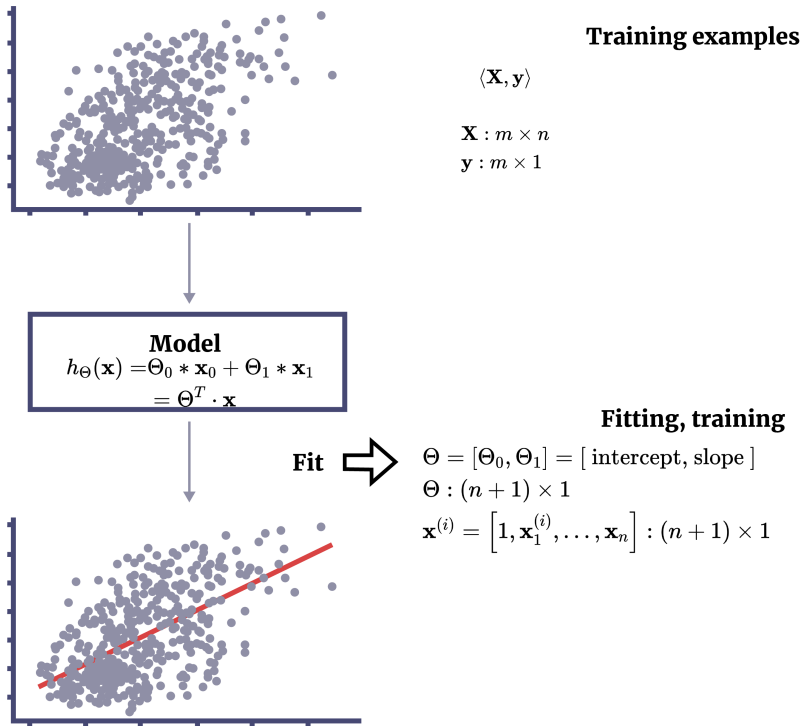 Training examples
⟨X, y⟩
X : m × n
y : m × 1
Model
h_Θ(x) =Θ_0 ∗ x_0 + Θ_1 ∗ x_1
= Θ^T · x
Fitting, training
Fit
Θ = [Θ_0, Θ_1] = [ intercept, slope ]
Θ : (n + 1) × 1
x^(i) = [1, x_1^(i), . . . , x_n] : (n + 1) × 1